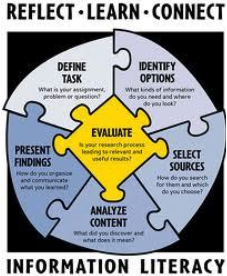 REFLECT • LEARN • CONNECT
DEFINE
TASK
What is your assignment,
problem or question?
IDENTIFY
OPTIONS
What kinds of information
do you need and where
do you look?
EVALUATE
Is your research process
leading to relevant and
useful results?
PRESENT
FINDINGS
How do you organize
and communicate
what you learned?
SELECT
SOURCES
How do you search
for them and which
do you choose?
ANALYZE
CONTENT
What did you discover and
what does it mean?
INFORMATION LITERACY